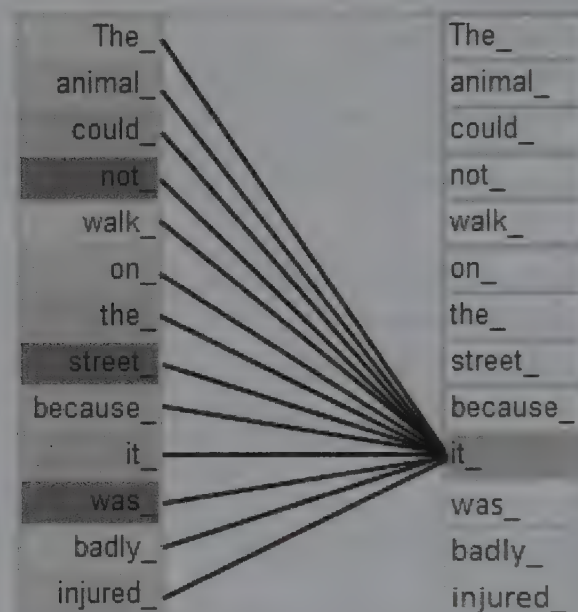 The_ The_
animal_ animal_
could_ could_
not_ not_
walk_ walk_
on_ on_
the_ the_
street_ street_
because_ because_
it_ it_
was_ was_
badly_ badly_
injured_ injured_